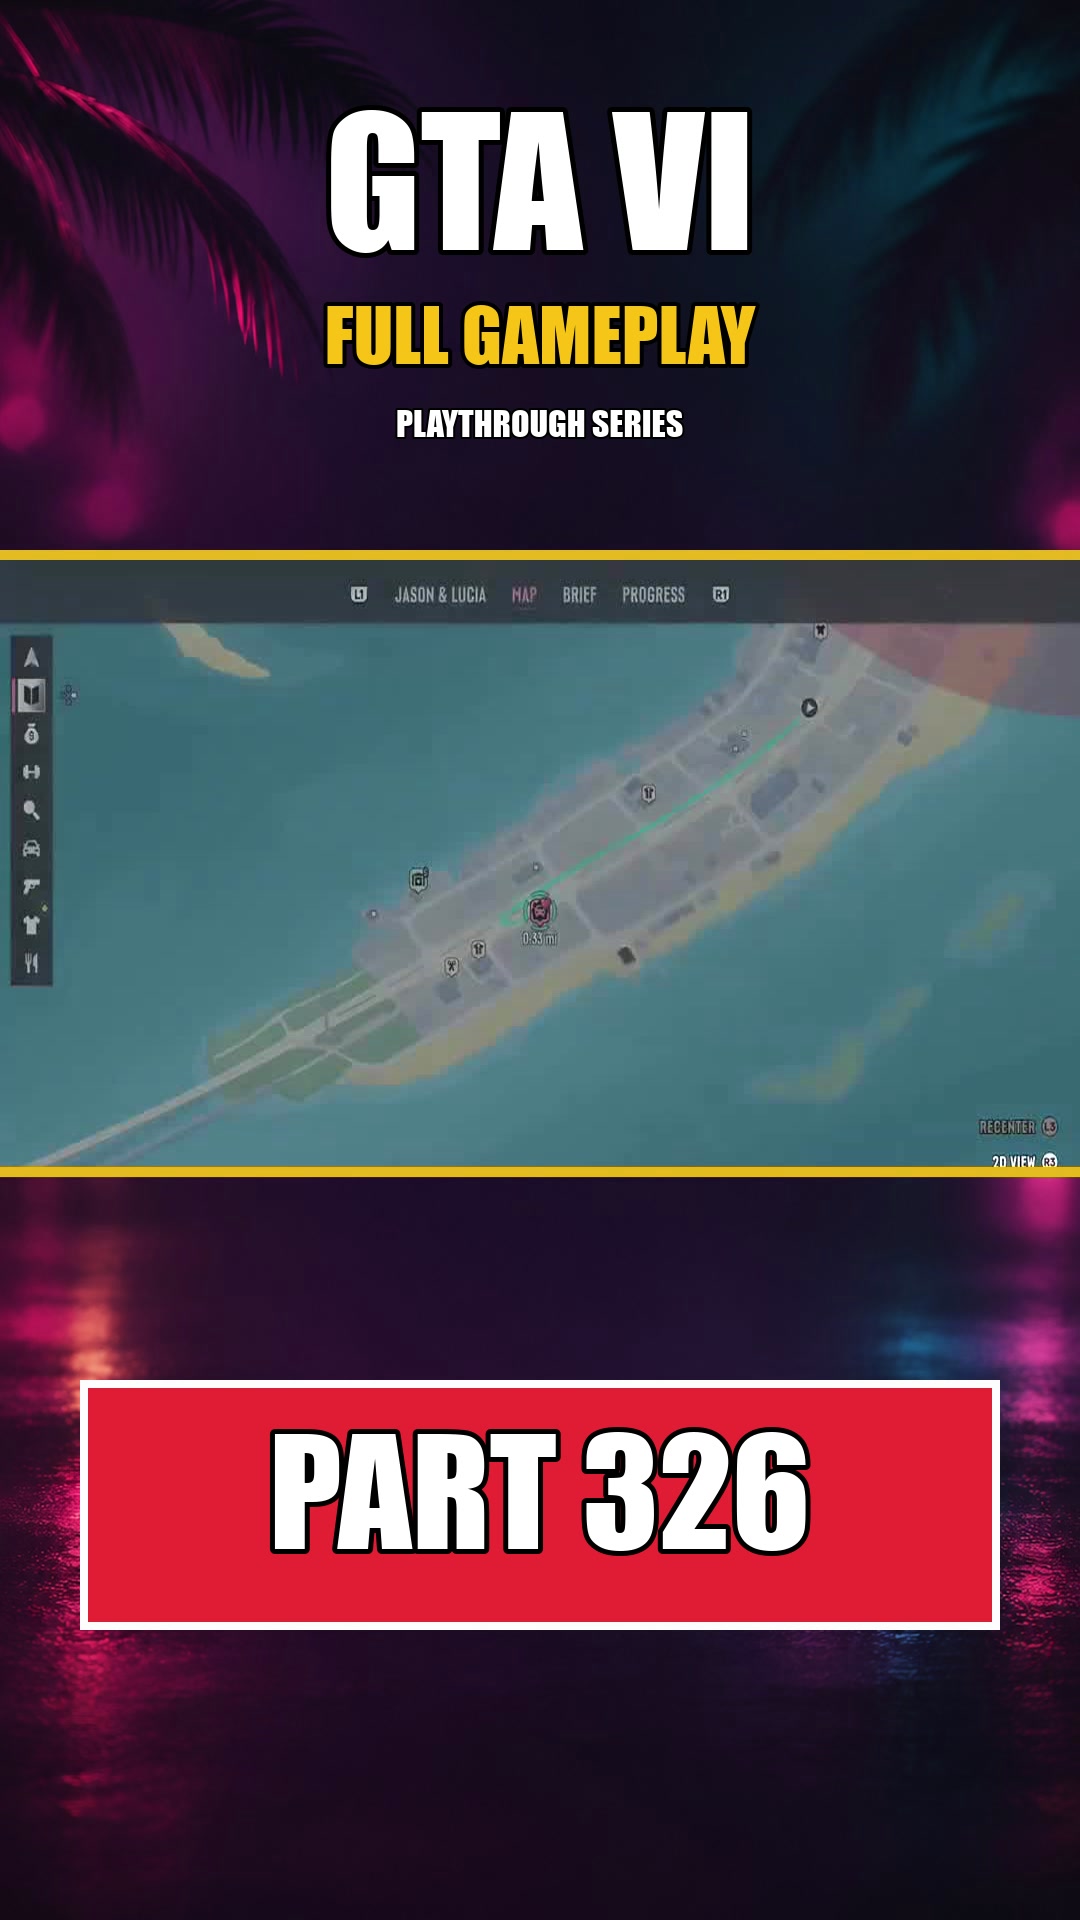 GTA VI
FULL GAMEPLAY
PLAYTHROUGH SERIES
L1 JASON & LUCIA MAP BRIEF PROGRESS R1
0.33 mi
RECENTER L3
2D VIEW R3
PART 326